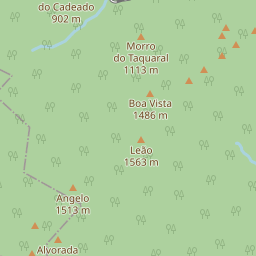 do Cadeado
902 m
Morro
do Taquaral
1113 m
Boa Vista
1486 m
Leão
1563 m
Angelo
1513 m
Alvorada